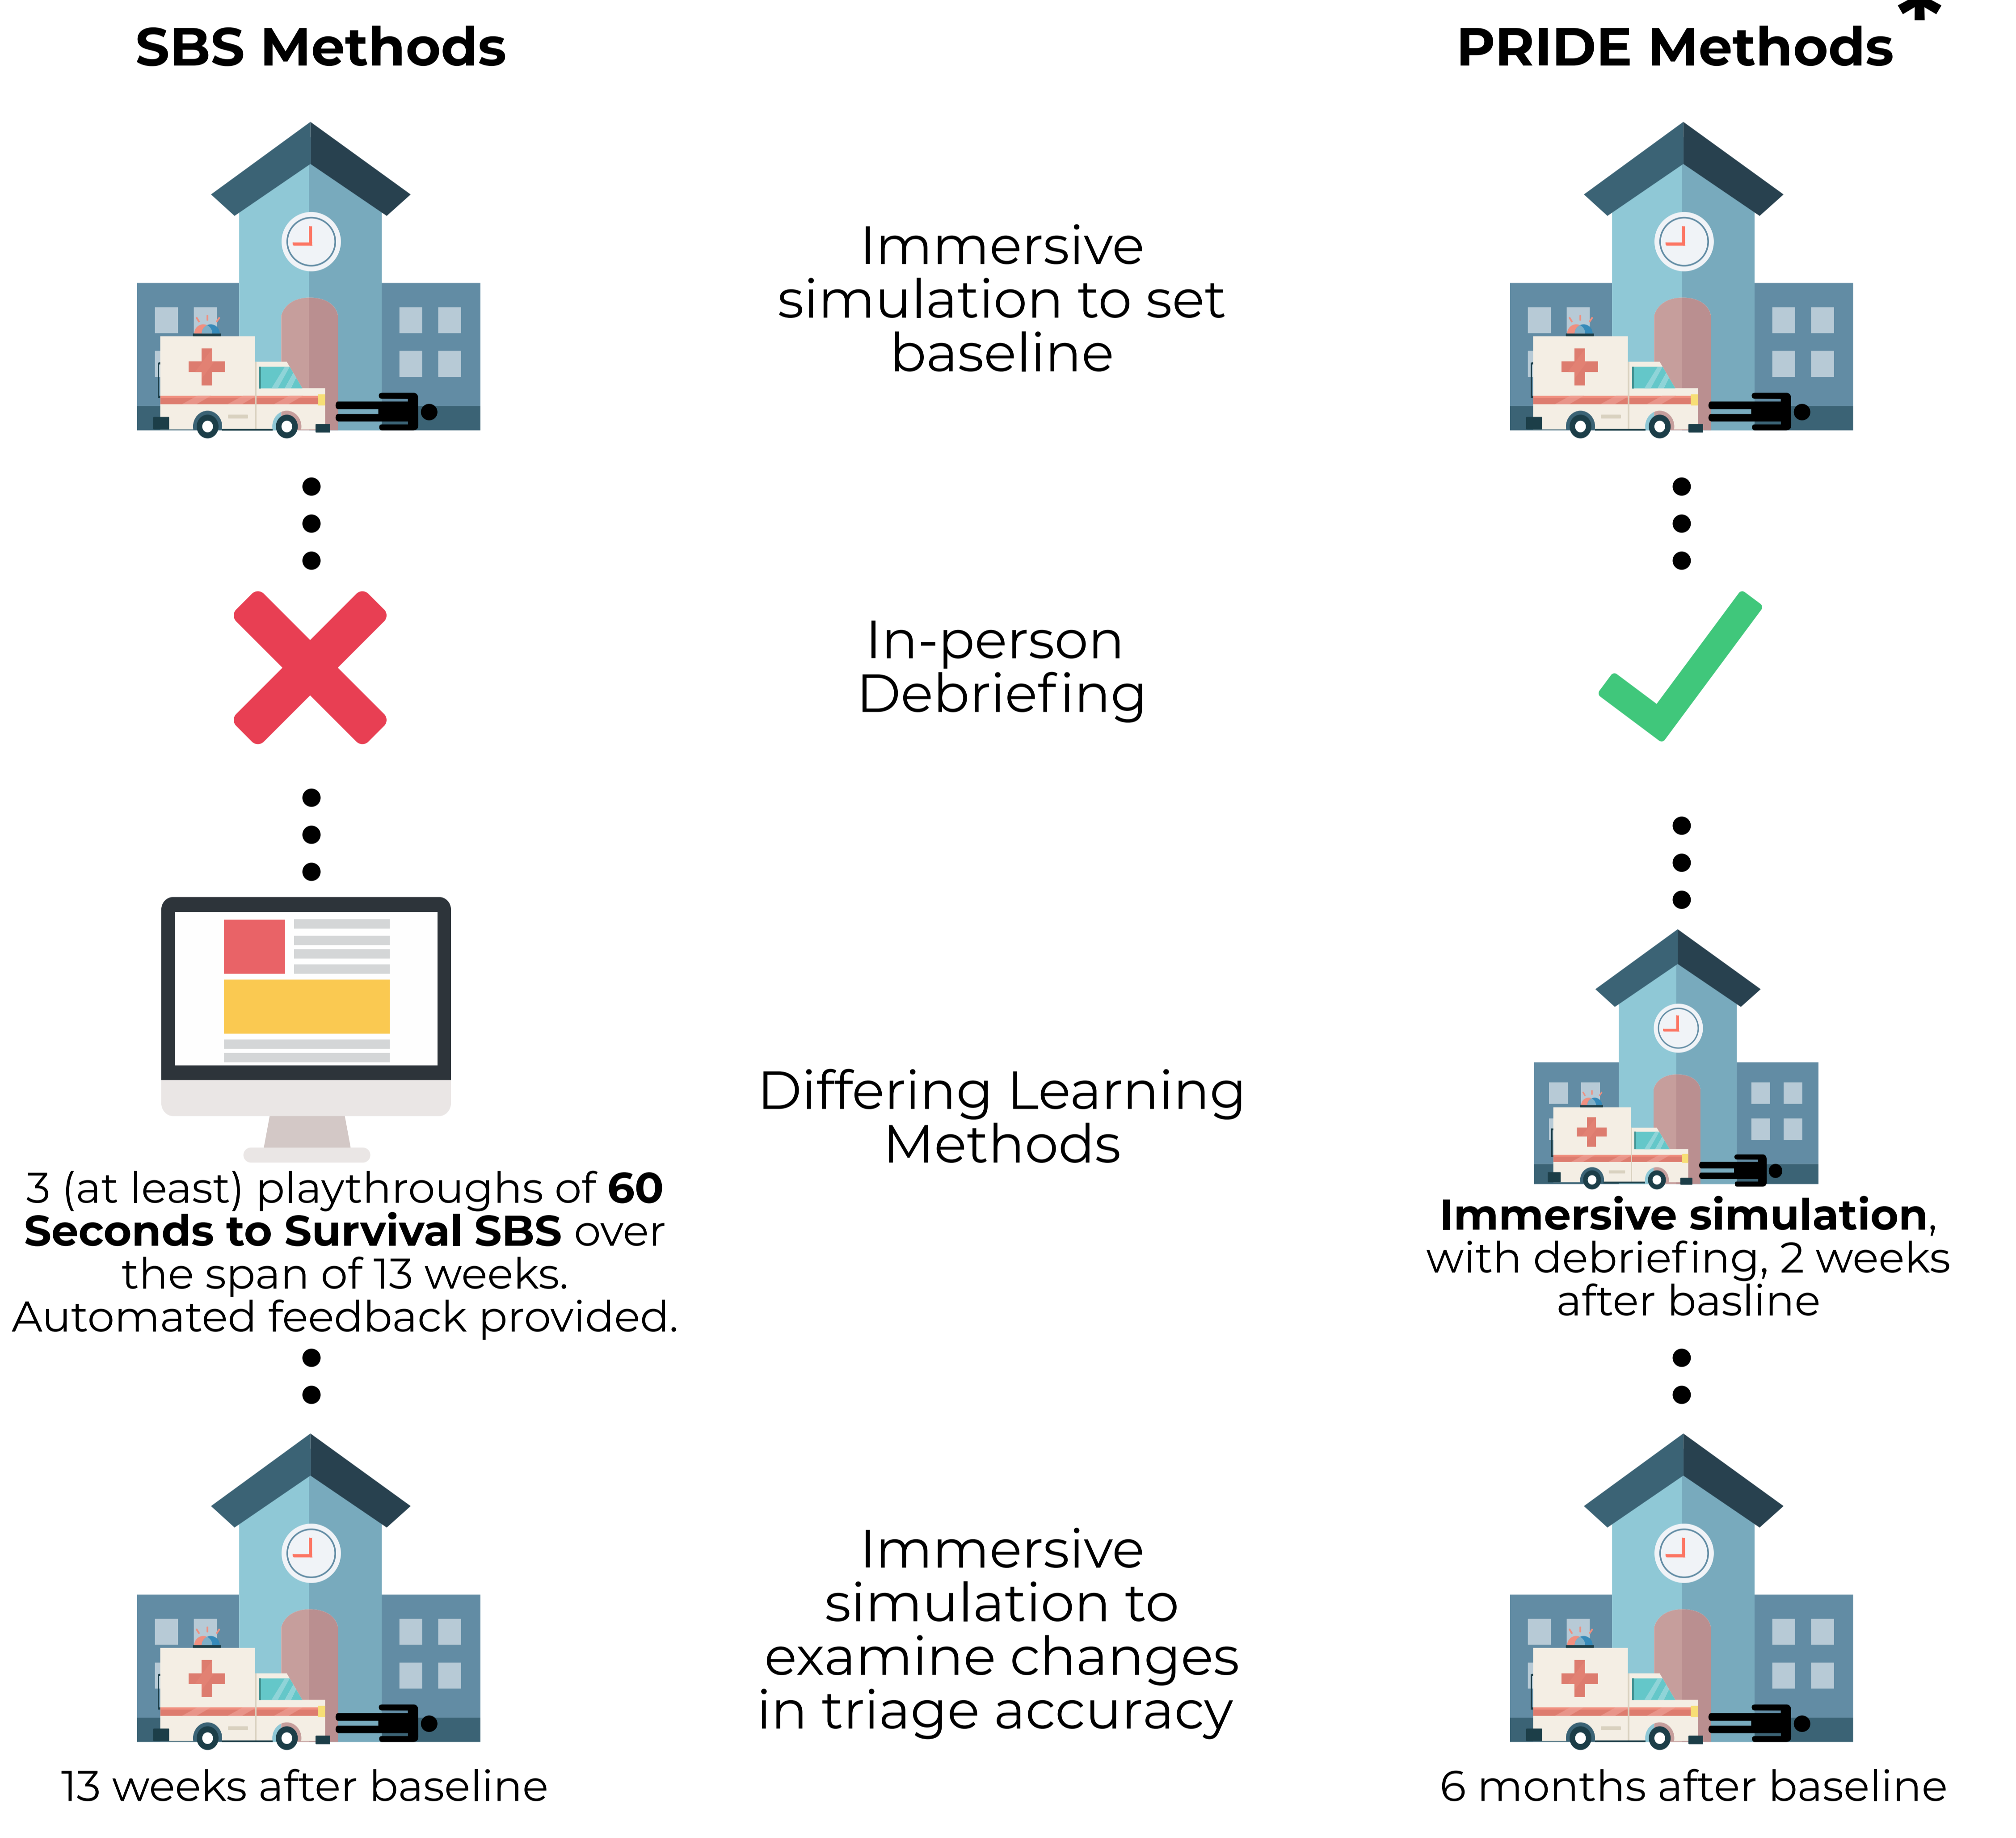 SBS Methods
PRIDE Methods*
Immersive
simulation to set
baseline
In-person
Debriefing
Differing Learning
Methods
3 (at least) playthroughs of 60
Seconds to Survival SBS over
the span of 13 weeks.
Automated feedback provided.
Immersive simulation,
with debriefing, 2 weeks
after basline
Immersive
simulation to
examine changes
in triage accuracy
13 weeks after baseline
6 months after baseline